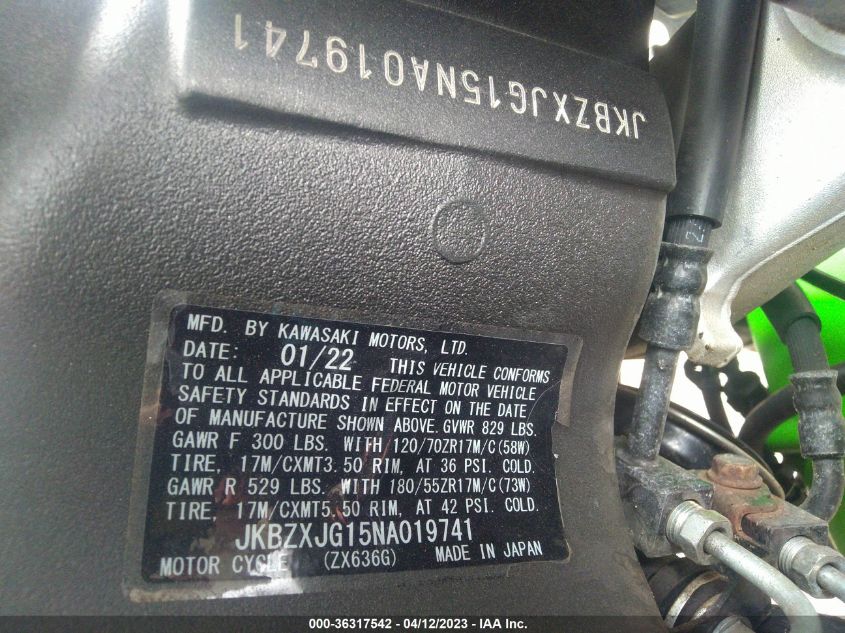 JKBZXJG15NA019741
Z
MFD. BY KAWASAKI MOTORS, LTD.
DATE: 01/22 THIS VEHICLE CONFORMS
TO ALL APPLICABLE FEDERAL MOTOR VEHICLE
SAFETY STANDARDS IN EFFECT ON THE DATE
OF MANUFACTURE SHOWN ABOVE. GVWR 829 LBS.
GAWR F 300 LBS. WITH 120/70ZR17M/C(58W)
TIRE, 17M/CXMT3.50 RIM, AT 36 PSI. COLD.
GAWR R 529 LBS. WITH 180/55ZR17M/C(73W)
TIRE, 17M/CXMT5.50 RIM, AT 42 PSI. COLD.
JKBZXJG15NA019741
MOTOR CYCLE (ZX636G) MADE IN JAPAN
000-36317542 - 04/12/2023 - IAA Inc.